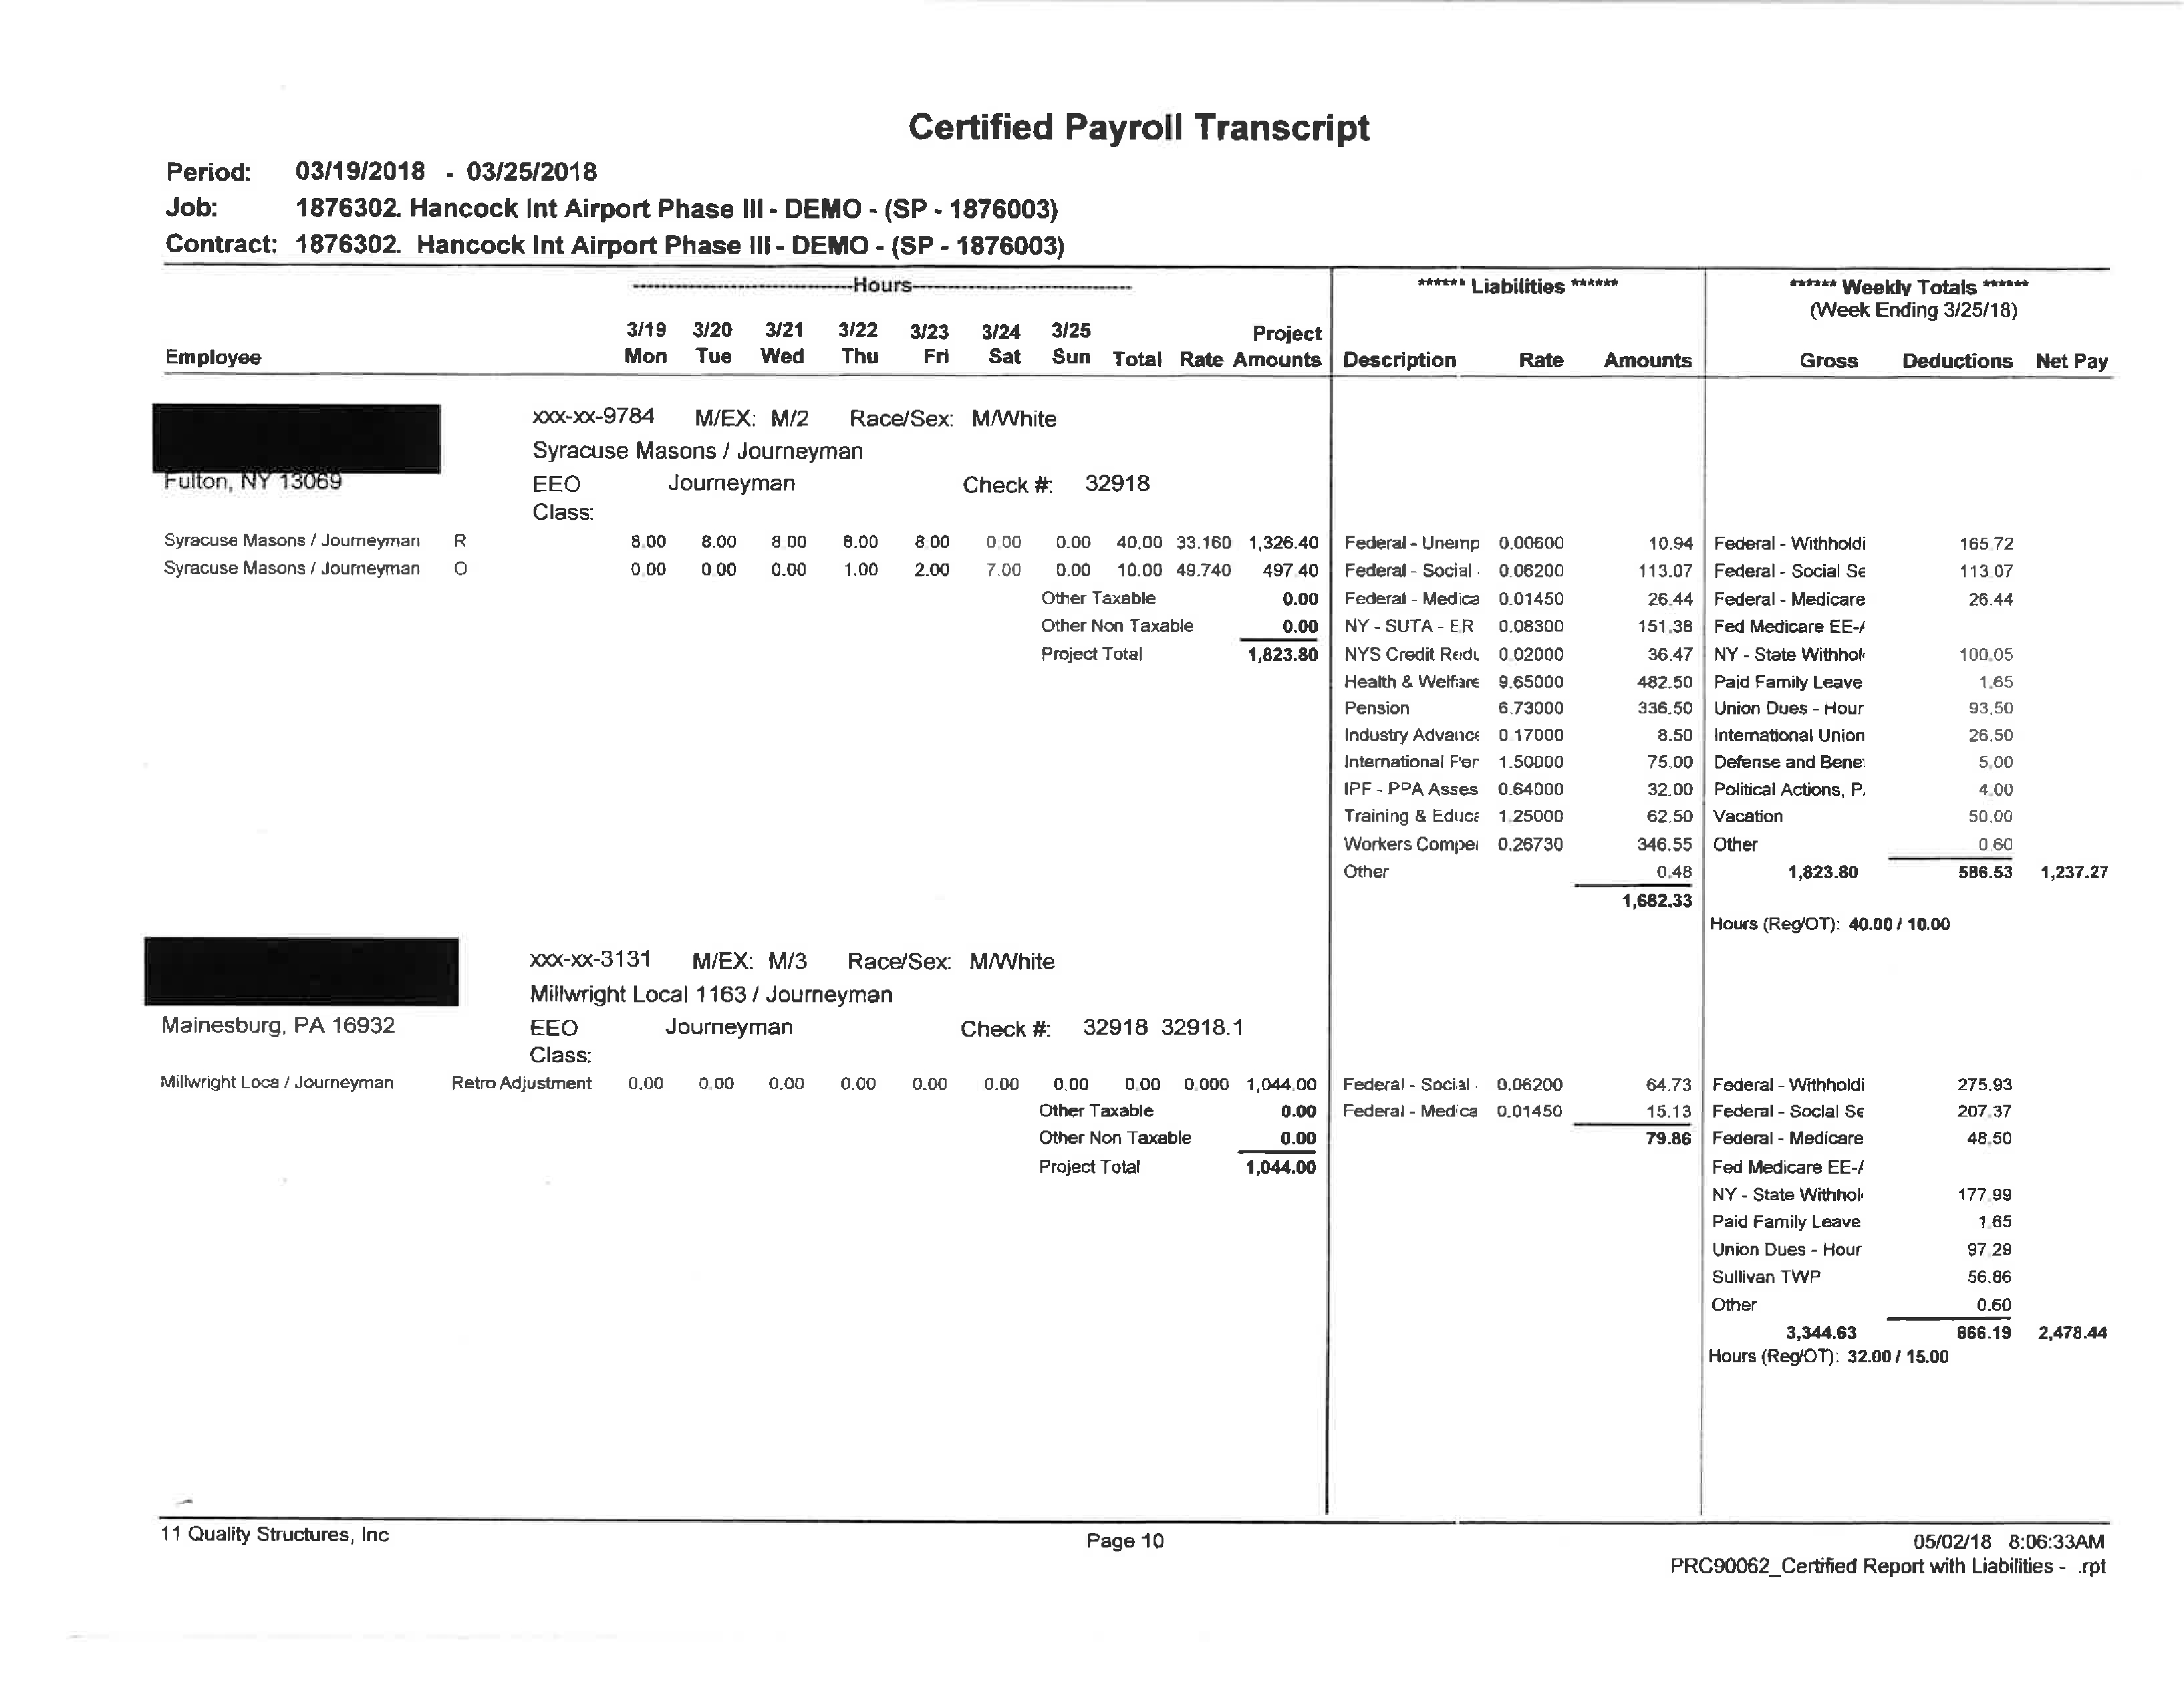 Certified Payroll Transcript
Period: 03/19/2018 - 03/25/2018
Job: 1876302. Hancock Int Airport Phase III - DEMO - (SP - 1876003)
Contract: 1876302. Hancock Int Airport Phase III - DEMO - (SP - 1876003)
Hours ****** Liabilities ****** ****** Weekly Totals ******
(Week Ending 3/25/18)
3/19 3/20 3/21 3/22 3/23 3/24 3/25 Project
Employee Mon Tue Wed Thu Fri Sat Sun Total Rate Amounts Description Rate Amounts Gross Deductions Net Pay
xxx-xx-9784 M/EX: M/2 Race/Sex: M/White
Syracuse Masons / Journeyman
Fulton, NY 13069 EEO Journeyman Check #: 32918
Class:
Syracuse Masons / Journeyman R 8.00 8.00 8.00 8.00 8.00 0.00 0.00 40.00 33.160 1,326.40 Federal - Unemp 0.00600 10.94 Federal - Withholdi 165.72
Syracuse Masons / Journeyman O 0.00 0.00 0.00 1.00 2.00 7.00 0.00 10.00 49.740 497.40 Federal - Social 0.06200 113.07 Federal - Social Se 113.07
Other Taxable 0.00 Federal - Medica 0.01450 26.44 Federal - Medicare 26.44
Other Non Taxable 0.00 NY - SUTA - ER 0.08300 151.38 Fed Medicare EE-/
Project Total 1,823.80 NYS Credit Redu 0.02000 36.47 NY - State Withhol 100.05
Health & Welfare 9.65000 482.50 Paid Family Leave 1.65
Pension 6.73000 336.50 Union Dues - Hour 93.50
Industry Advance 0.17000 8.50 International Union 26.50
International Per 1.50000 75.00 Defense and Bene 5.00
IPF - PPA Asses 0.64000 32.00 Political Actions, P. 4.00
Training & Educa 1.25000 62.50 Vacation 50.00
Workers Compe 0.26730 346.55 Other 0.60
Other 0.48 1,823.80 586.53 1,237.27
1,682.33
Hours (Reg/OT): 40.00 / 10.00
xxx-xx-3131 M/EX: M/3 Race/Sex: M/White
Millwright Local 1163 / Journeyman
Mainesburg, PA 16932 EEO Journeyman Check #: 32918 32918.1
Class:
Millwright Loca / Journeyman Retro Adjustment 0.00 0.00 0.00 0.00 0.00 0.00 0.00 0.00 0.000 1,044.00 Federal - Social 0.06200 64.73 Federal - Withholdi 275.93
Other Taxable 0.00 Federal - Medica 0.01450 15.13 Federal - Social Se 207.37
Other Non Taxable 0.00 79.86 Federal - Medicare 48.50
Project Total 1,044.00 Fed Medicare EE-/
NY - State Withhol 177.99
Paid Family Leave 1.65
Union Dues - Hour 97.29
Sullivan TWP 56.86
Other 0.60
3,344.63 866.19 2,478.44
Hours (Reg/OT): 32.00 / 15.00
11 Quality Structures, Inc Page 10 05/02/18 8:06:33AM
PRC90062_Certified Report with Liabilities - .rpt